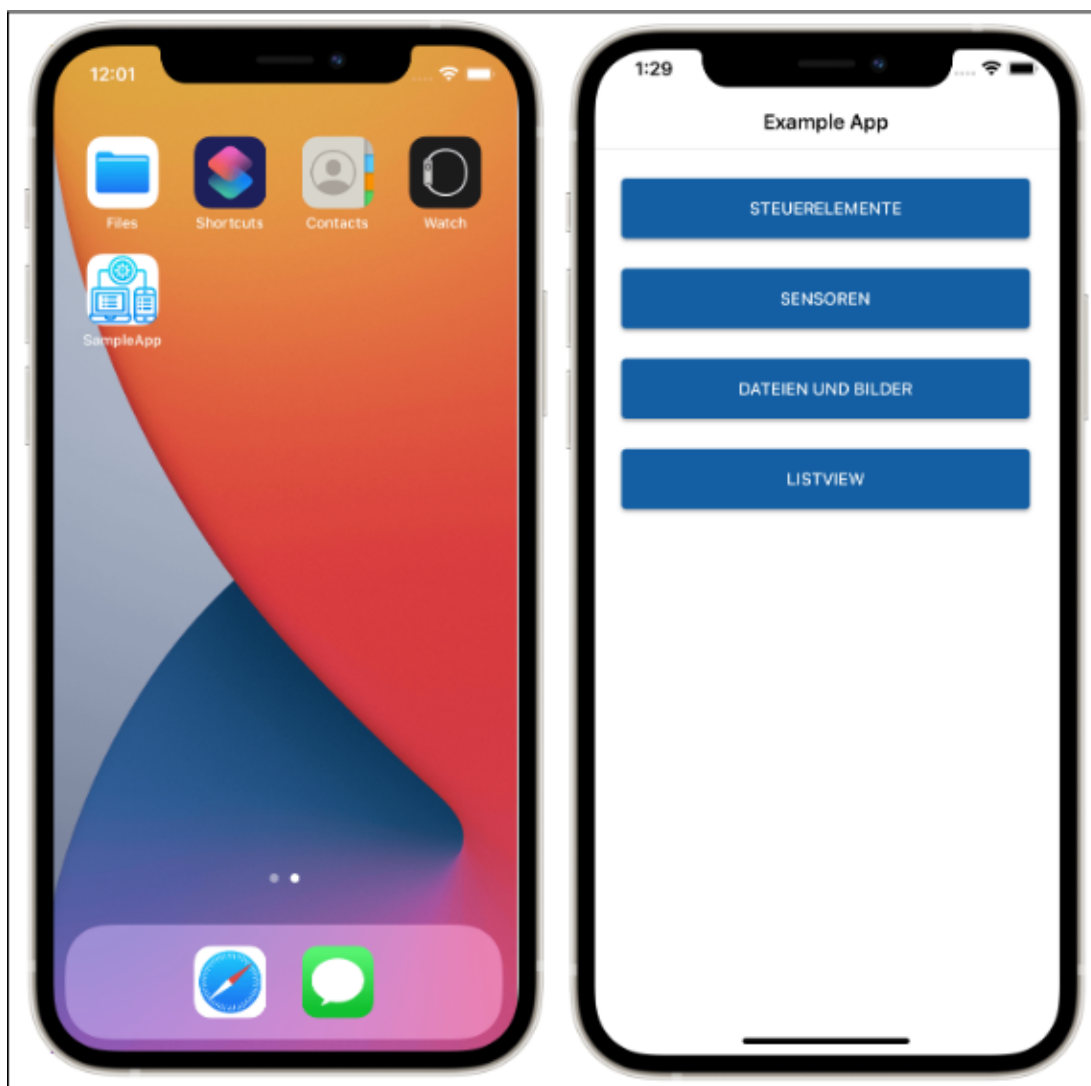 12:01
Files
Shortcuts
Contacts
Watch
SampleApp
1:29
Example App
STEUERELEMENTE
SENSOREN
DATEIEN UND BILDER
LISTVIEW